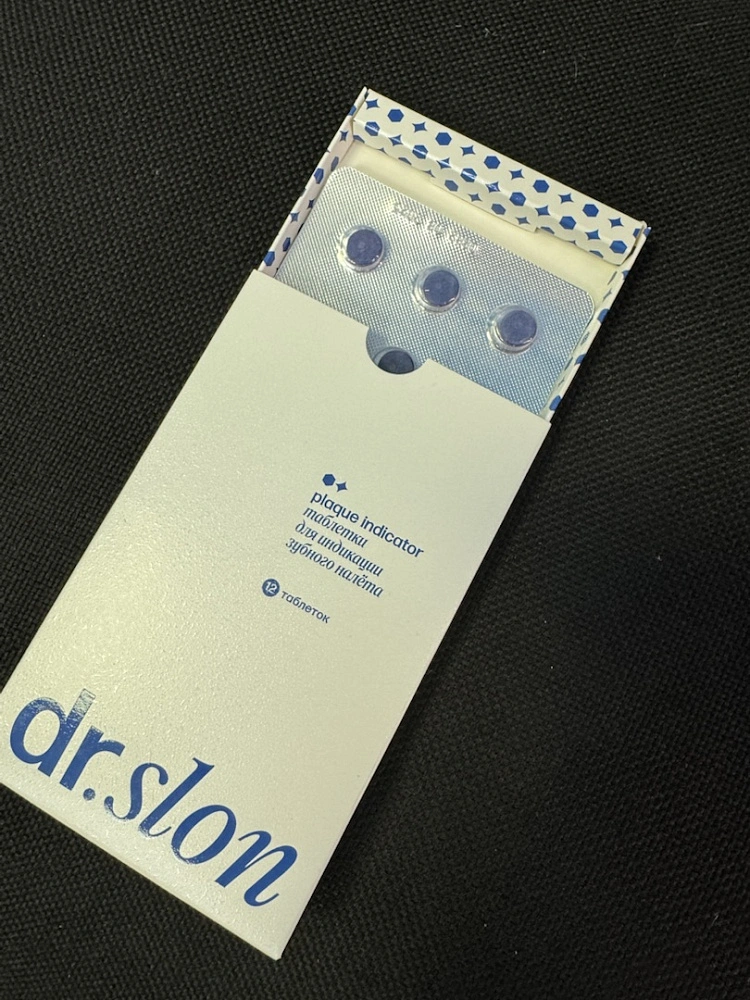 plaque indicator
таблетки
для индикации
зубного налёта
12 таблеток
dr.slon